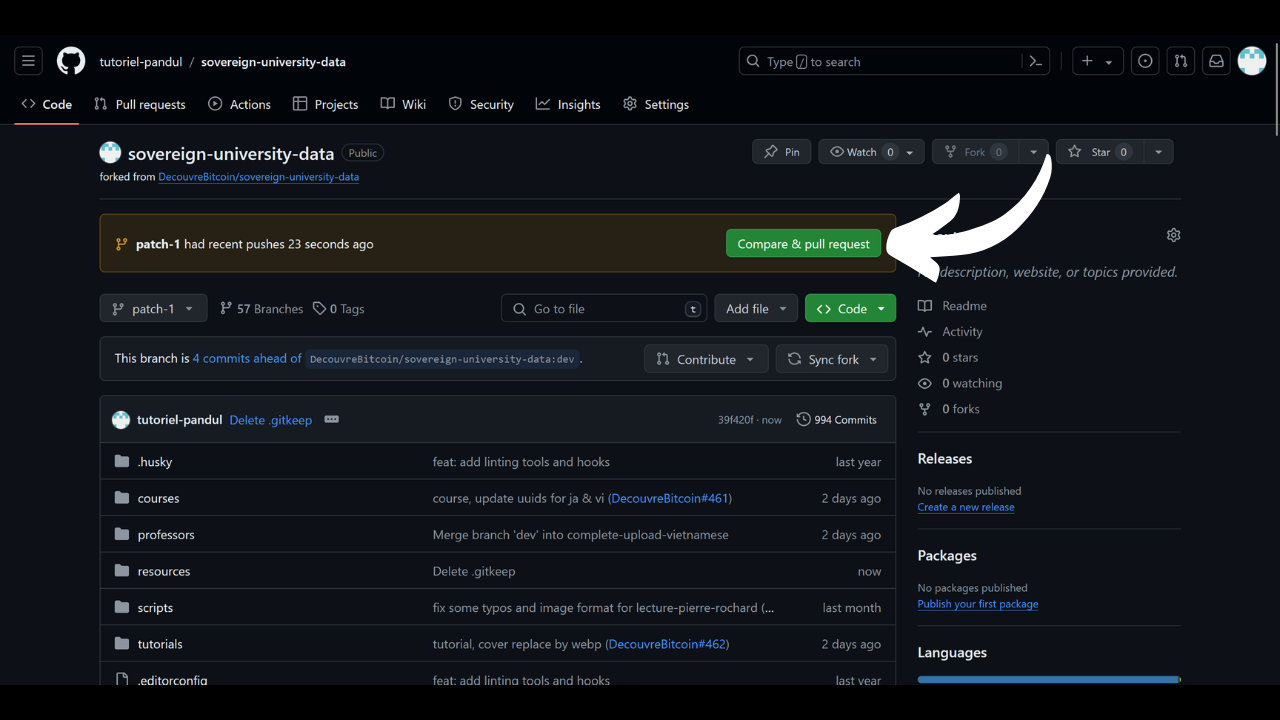 tutoriel-pandul / sovereign-university-data
Type / to search
Code Pull requests Actions Projects Wiki Security Insights Settings
sovereign-university-data Public
Pin Watch 0 Fork 0 Star 0
forked from DecouvreBitcoin/sovereign-university-data
patch-1 had recent pushes 23 seconds ago
Compare & pull request
description, website, or topics provided.
patch-1 57 Branches 0 Tags Go to file t Add file Code
Readme
Activity
0 stars
0 watching
0 forks
This branch is 4 commits ahead of DecouvreBitcoin/sovereign-university-data:dev .
Contribute Sync fork
tutoriel-pandul Delete .gitkeep 39f420f · now 994 Commits
.husky feat: add linting tools and hooks last year
courses course, update uuids for ja & vi (DecouvreBitcoin#461) 2 days ago
professors Merge branch 'dev' into complete-upload-vietnamese 2 days ago
resources Delete .gitkeep now
scripts fix some typos and image format for lecture-pierre-rochard (... last month
tutorials tutorial, cover replace by webp (DecouvreBitcoin#462) 2 days ago
.editorconfig feat: add linting tools and hooks last year
Releases
No releases published
Create a new release
Packages
No packages published
Publish your first package
Languages